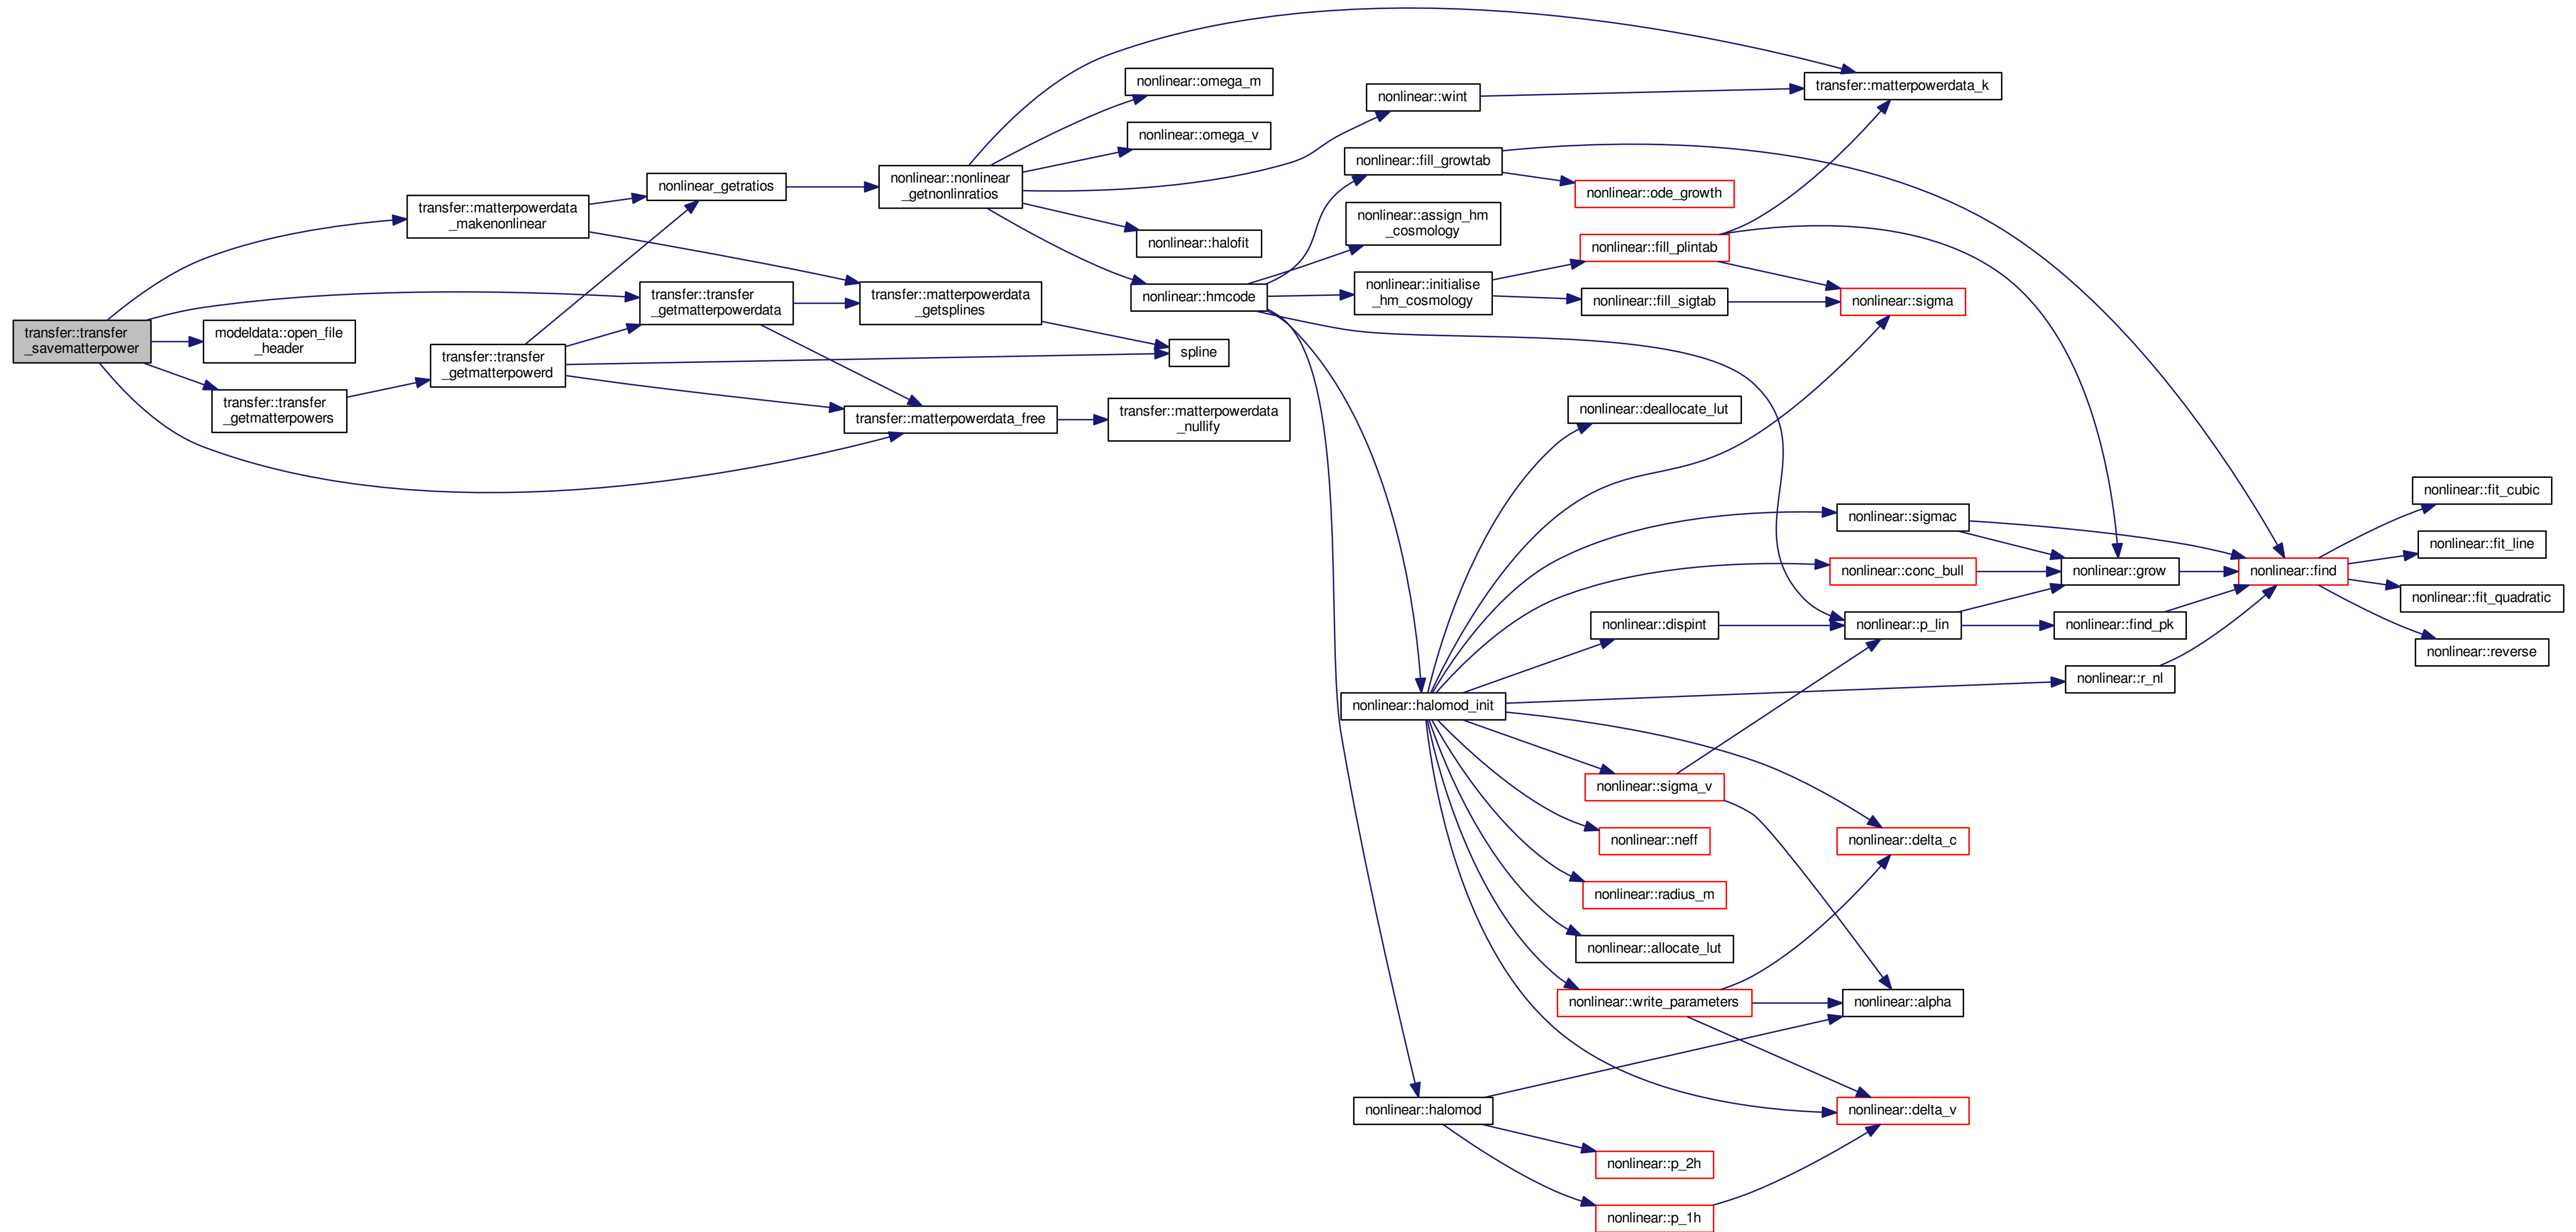 transfer::transfer
_savematterpower
modeldata::open_file
_header
transfer::transfer
_getmatterpowers
transfer::matterpowerdata
_makenonlinear
transfer::transfer
_getmatterpowerd
nonlinear_getratios
transfer::transfer
_getmatterpowerdata
transfer::matterpowerdata
_getsplines
transfer::matterpowerdata_free
nonlinear::nonlinear
_getnonlinratios
nonlinear::omega_m
nonlinear::omega_v
nonlinear::halofit
nonlinear::hmcode
spline
transfer::matterpowerdata
_nullify
nonlinear::wint
nonlinear::fill_growtab
nonlinear::assign_hm
_cosmology
nonlinear::initialise
_hm_cosmology
nonlinear::halomod_init
nonlinear::halomod
nonlinear::ode_growth
nonlinear::fill_plintab
nonlinear::fill_sigtab
nonlinear::deallocate_lut
nonlinear::dispint
nonlinear::sigma_v
nonlinear::neff
nonlinear::radius_m
nonlinear::allocate_lut
nonlinear::write_parameters
nonlinear::p_2h
nonlinear::p_1h
transfer::matterpowerdata_k
nonlinear::sigma
nonlinear::sigmac
nonlinear::conc_bull
nonlinear::p_lin
nonlinear::delta_c
nonlinear::alpha
nonlinear::delta_v
nonlinear::grow
nonlinear::find_pk
nonlinear::r_nl
nonlinear::find
nonlinear::fit_cubic
nonlinear::fit_line
nonlinear::fit_quadratic
nonlinear::reverse